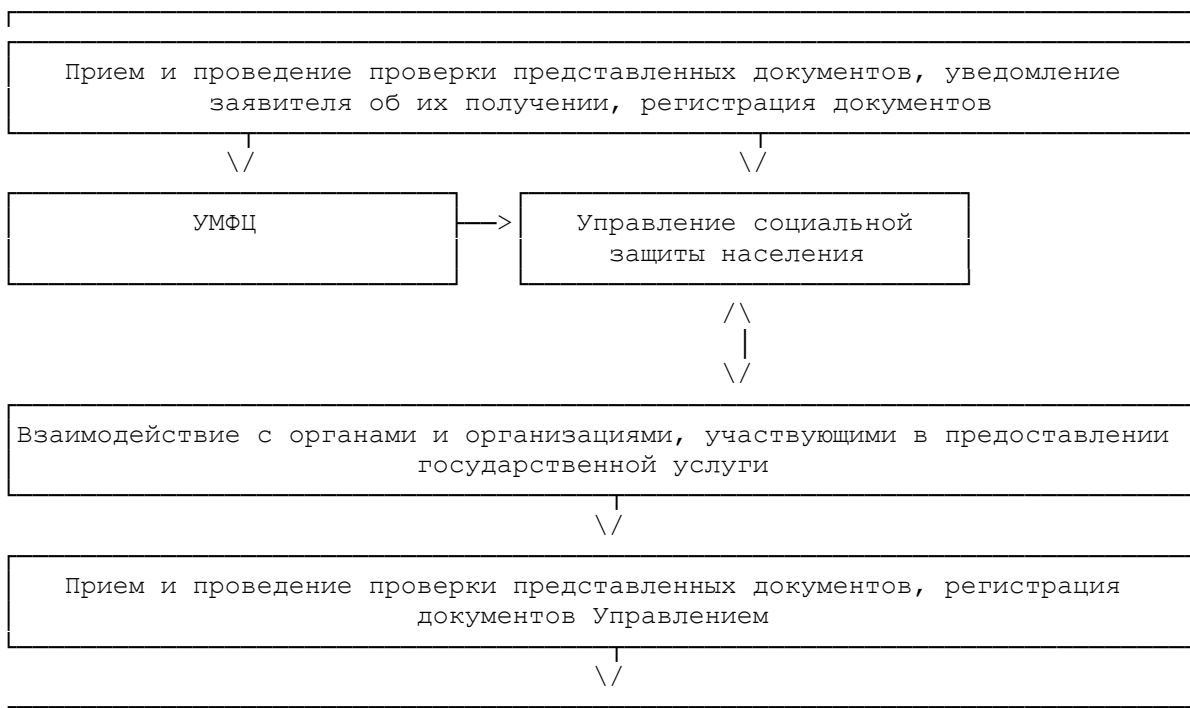 Прием и проведение проверки представленных документов, уведомление
заявителя об их получении, регистрация документов
УМФЦ
Управление социальной
защиты населения
Взаимодействие с органами и организациями, участвующими в предоставлении
государственной услуги
Прием и проведение проверки представленных документов, регистрация
документов Управлением